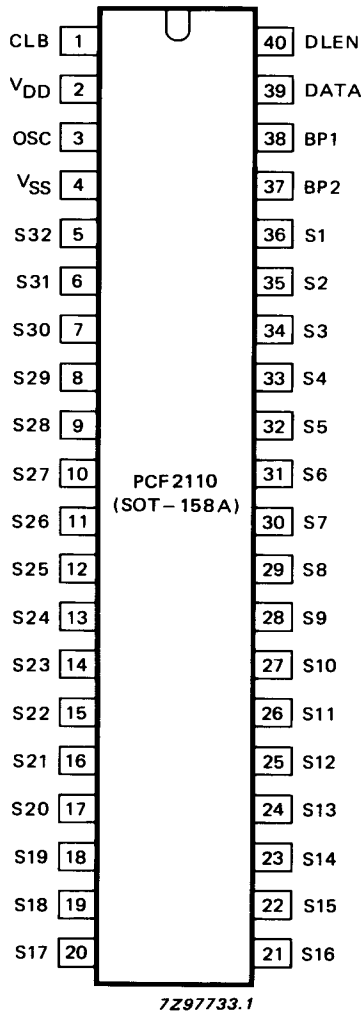 CLB 1 40 DLEN
VDD 2 39 DATA
OSC 3 38 BP1
VSS 4 37 BP2
S32 5 36 S1
S31 6 35 S2
S30 7 34 S3
S29 8 33 S4
S28 9 32 S5
S27 10 31 S6
S26 11 30 S7
S25 12 29 S8
S24 13 28 S9
S23 14 27 S10
S22 15 26 S11
S21 16 25 S12
S20 17 24 S13
S19 18 23 S14
S18 19 22 S15
S17 20 21 S16
PCF2110
(SOT-158A)
7Z97733.1